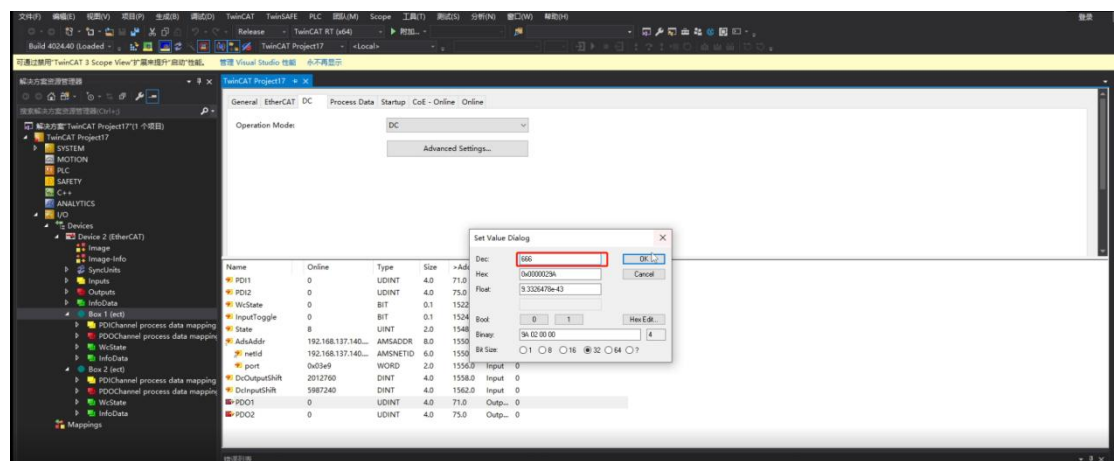 文件(F) 编辑(E) 视图(V) 项目(P) 生成(B) 调试(D) TwinCAT TwinSAFE PLC 团队(M) Scope 工具(T) 测试(S) 分析(N) 窗口(W) 帮助(H) 登录
Release TwinCAT RT (x64) 附加...
Build 4024.40 (Loaded TwinCAT Project17 <Local>
可通过禁用"TwinCAT 3 Scope View"扩展来提升"启动"性能。 管理 Visual Studio 性能 永不再显示
解决方案资源管理器 TwinCAT Project17
搜索解决方案资源管理器(Ctrl+;)
General EtherCAT DC Process Data Startup CoE - Online Online
Operation Mode: DC
Advanced Settings...
解决方案"TwinCAT Project17"(1 个项目)
TwinCAT Project17
SYSTEM
MOTION
PLC
SAFETY
C++
ANALYTICS
I/O
Devices
Device 2 (EtherCAT)
Image
Image-Info
SyncUnits
Inputs
Outputs
InfoData
Box 1 (ect)
PDIChannel process data mapping
PDOChannel process data mapping
WcState
InfoData
Box 2 (ect)
PDIChannel process data mapping
PDOChannel process data mapping
WcState
InfoData
Mappings
Name Online Type Size >Add
PDI1 0 UDINT 4.0 71.0
PDI2 0 UDINT 4.0 75.0
WcState 0 BIT 0.1 1522
InputToggle 0 BIT 0.1 1524
State 8 UINT 2.0 1548
AdsAddr 192.168.137.140.... AMSADDR 8.0 1550
netId 192.168.137.140.... AMSNETID 6.0 1550
port 0x03e9 WORD 2.0 1556.0 Input 0
DcOutputShift 2012760 DINT 4.0 1558.0 Input 0
DcInputShift 5987240 DINT 4.0 1562.0 Input 0
PDO1 0 UDINT 4.0 71.0 Outp... 0
PDO2 0 UDINT 4.0 75.0 Outp... 0
Set Value Dialog
Dec: 666 OK
Hex: 0x0000029A Cancel
Float: 9.3326478e-43
Bool: 0 1 Hex Edit...
Binary: 9A 02 00 00 4
Bit Size: 1 8 16 32 64 ?
错误列表